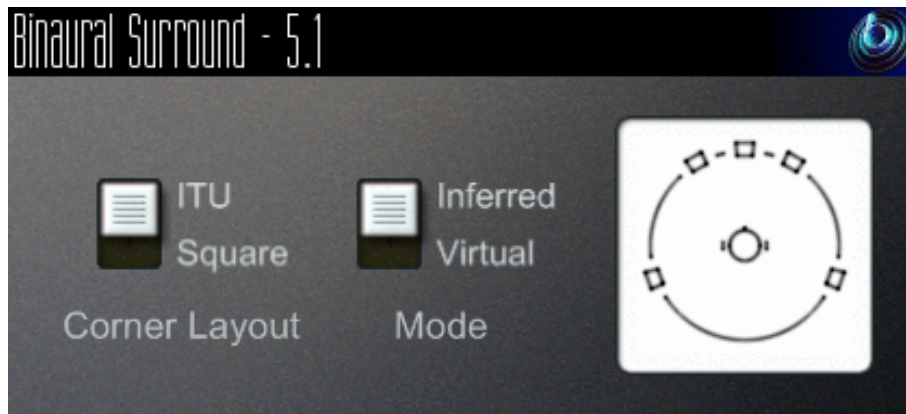 Binaural Surround - 5.1
ITU
Square
Corner Layout
Inferred
Virtual
Mode